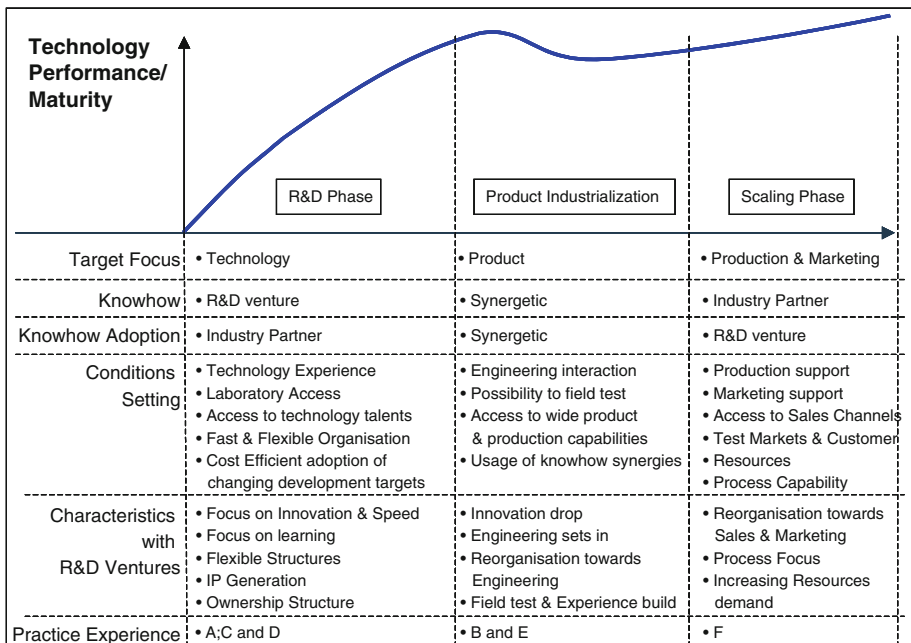 Technology
Performance/
Maturity
R&D Phase
Product Industrialization
Scaling Phase
Target Focus
• Technology
• Product
• Production & Marketing
Knowhow
• R&D venture
• Synergetic
• Industry Partner
Knowhow Adoption
• Industry Partner
• Synergetic
• R&D venture
Conditions
Setting
• Technology Experience
• Laboratory Access
• Access to technology talents
• Fast & Flexible Organisation
• Cost Efficient adoption of
changing development targets
• Engineering interaction
• Possibility to field test
• Access to wide product
& production capabilities
• Usage of knowhow synergies
• Production support
• Marketing support
• Access to Sales Channels
• Test Markets & Customer
• Resources
• Process Capability
Characteristics
with
R&D Ventures
• Focus on Innovation & Speed
• Focus on learning
• Flexible Structures
• IP Generation
• Ownership Structure
• Innovation drop
• Engineering sets in
• Reorganisation towards
Engineering
• Field test & Experience build
• Reorganisation towards
Sales & Marketing
• Process Focus
• Increasing Resources
demand
Practice Experience
• A;C and D
• B and E
• F